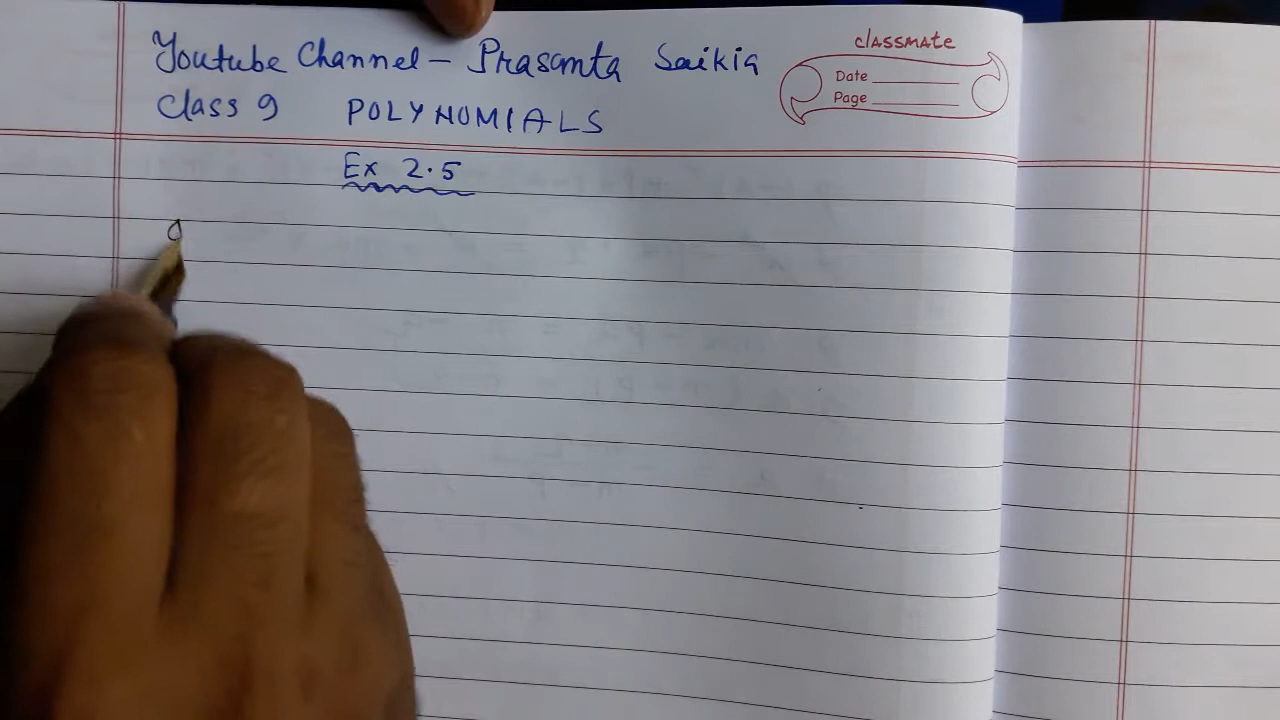 Youtube Channel - Prasanta Saikia
classmate
Date
Page
Class 9 POLYNOMIALS
Ex 2.5